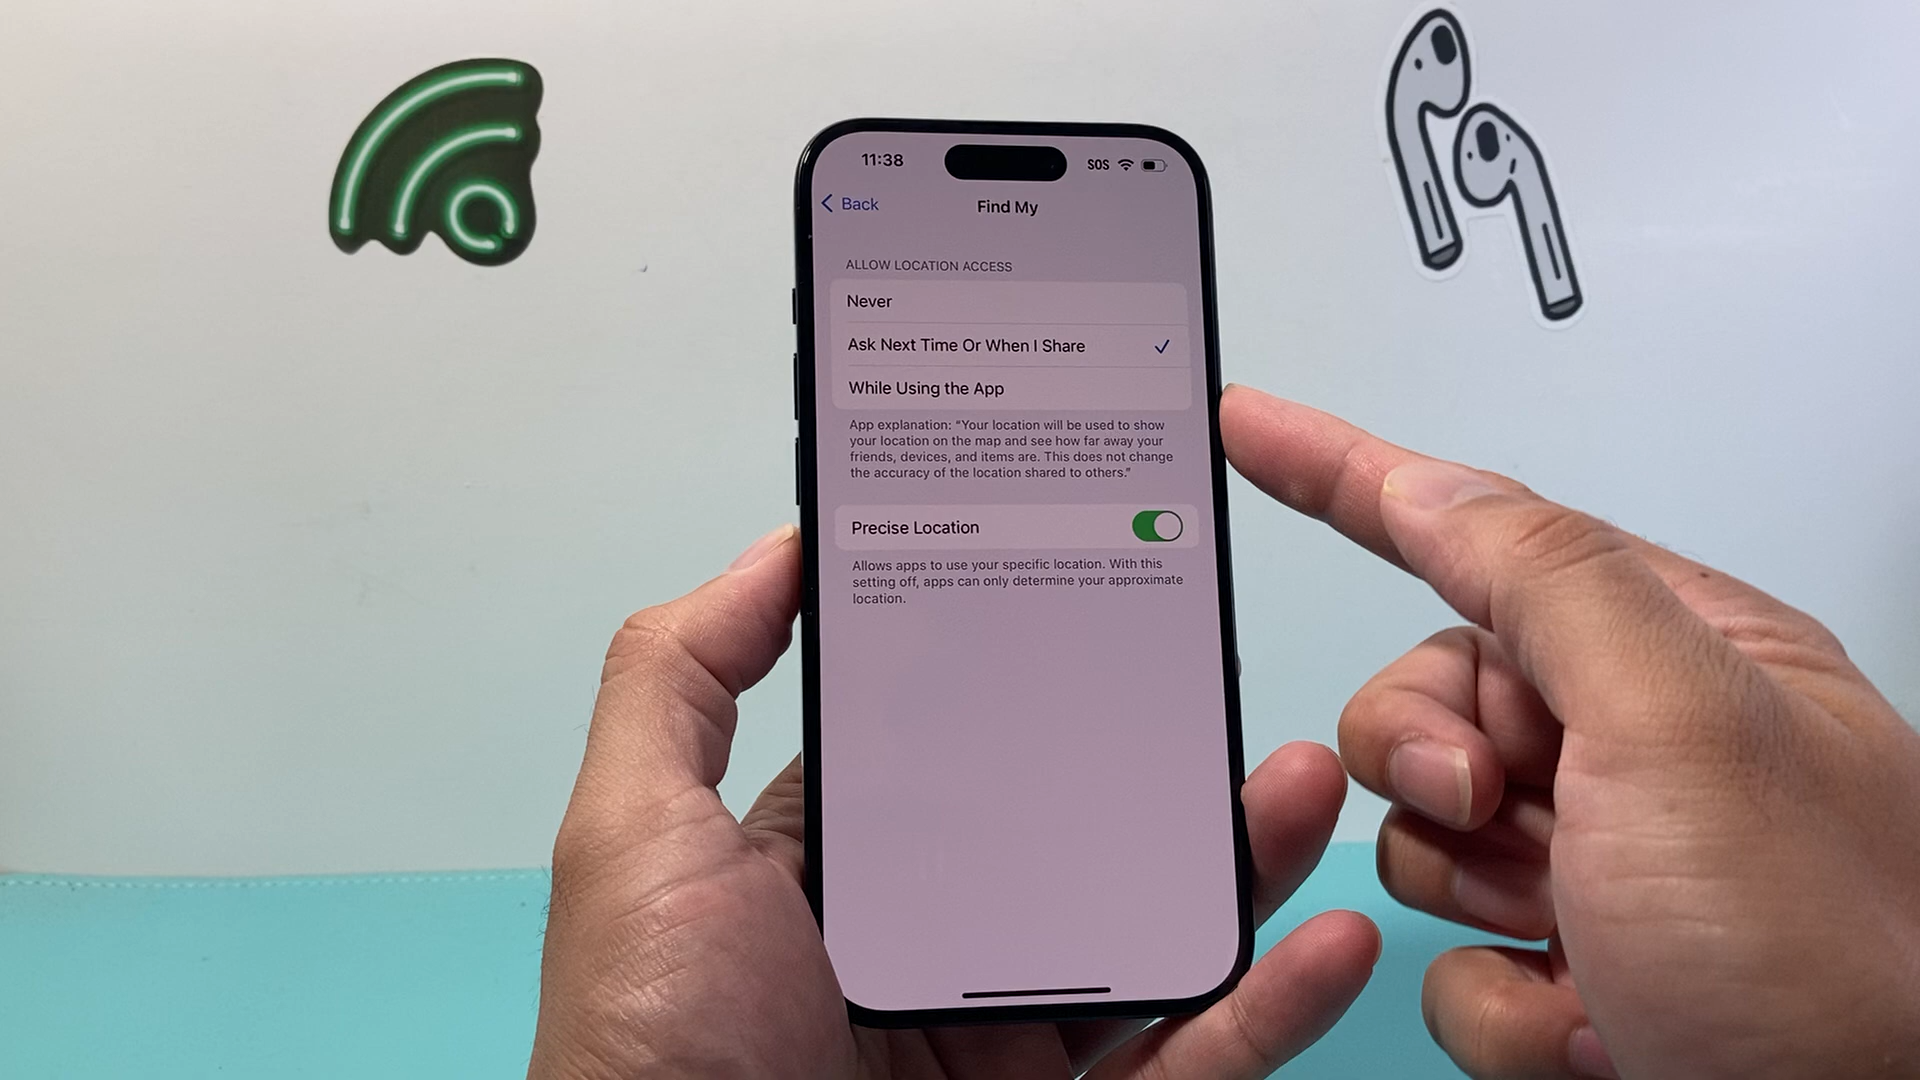 11:38
SOS
Back
Find My
ALLOW LOCATION ACCESS
Never
Ask Next Time Or When I Share
While Using the App
App explanation: “Your location will be used to show
your location on the map and see how far away your
friends, devices, and items are. This does not change
the accuracy of the location shared to others.”
Precise Location
Allows apps to use your specific location. With this
setting off, apps can only determine your approximate
location.